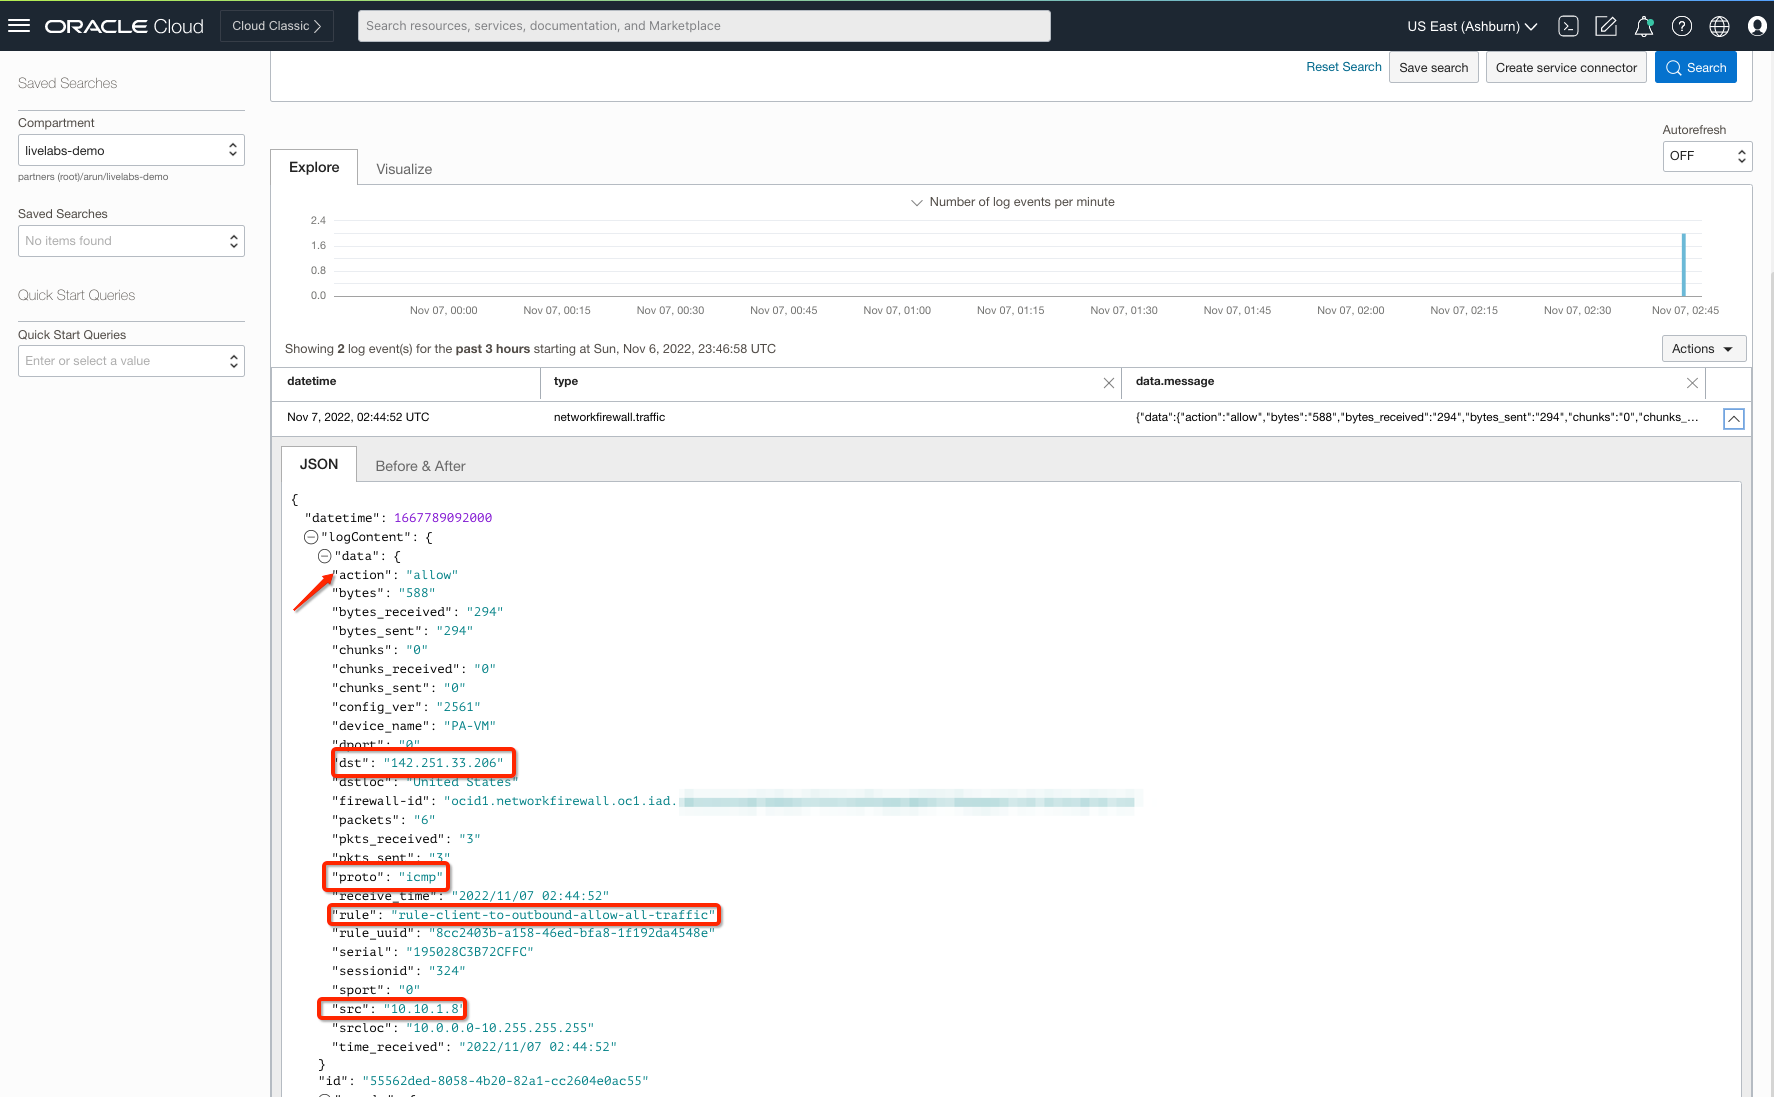 ORACLE Cloud
Cloud Classic
Search resources, services, documentation, and Marketplace
US East (Ashburn)
Saved Searches
Compartment
livelabs-demo
partners (root)/arun/livelabs-demo
Saved Searches
No items found
Quick Start Queries
Quick Start Queries
Enter or select a value
Reset Search
Save search
Create service connector
Search
Autorefresh
OFF
Explore
Visualize
Number of log events per minute
2.4
1.6
0.8
0.0
Nov 07, 00:00
Nov 07, 00:15
Nov 07, 00:30
Nov 07, 00:45
Nov 07, 01:00
Nov 07, 01:15
Nov 07, 01:30
Nov 07, 01:45
Nov 07, 02:00
Nov 07, 02:15
Nov 07, 02:30
Nov 07, 02:45
Showing 2 log event(s) for the past 3 hours starting at Sun, Nov 6, 2022, 23:46:58 UTC
Actions
datetime
type
data.message
Nov 7, 2022, 02:44:52 UTC
networkfirewall.traffic
{"data":{"action":"allow","bytes":"588","bytes_received":"294","bytes_sent":"294","chunks":"0","chunks_...
JSON
Before & After
{
"datetime": 1667789092000
"logContent": {
"data": {
"action": "allow"
"bytes": "588"
"bytes_received": "294"
"bytes_sent": "294"
"chunks": "0"
"chunks_received": "0"
"chunks_sent": "0"
"config_ver": "2561"
"device_name": "PA-VM"
"dport": "0"
"dst": "142.251.33.206"
"dstloc": "United States"
"firewall-id": "ocid1.networkfirewall.oc1.iad.
"packets": "6"
"pkts_received": "3"
"pkts_sent": "3"
"proto": "icmp"
"receive_time": "2022/11/07 02:44:52"
"rule": "rule-client-to-outbound-allow-all-traffic"
"rule_uuid": "8cc2403b-a158-46ed-bfa8-1f192da4548e"
"serial": "195028C3B72CFFC"
"sessionid": "324"
"sport": "0"
"src": "10.10.1.8"
"srcloc": "10.0.0.0-10.255.255.255"
"time_received": "2022/11/07 02:44:52"
}
"id": "55562ded-8058-4b20-82a1-cc2604e0ac55"